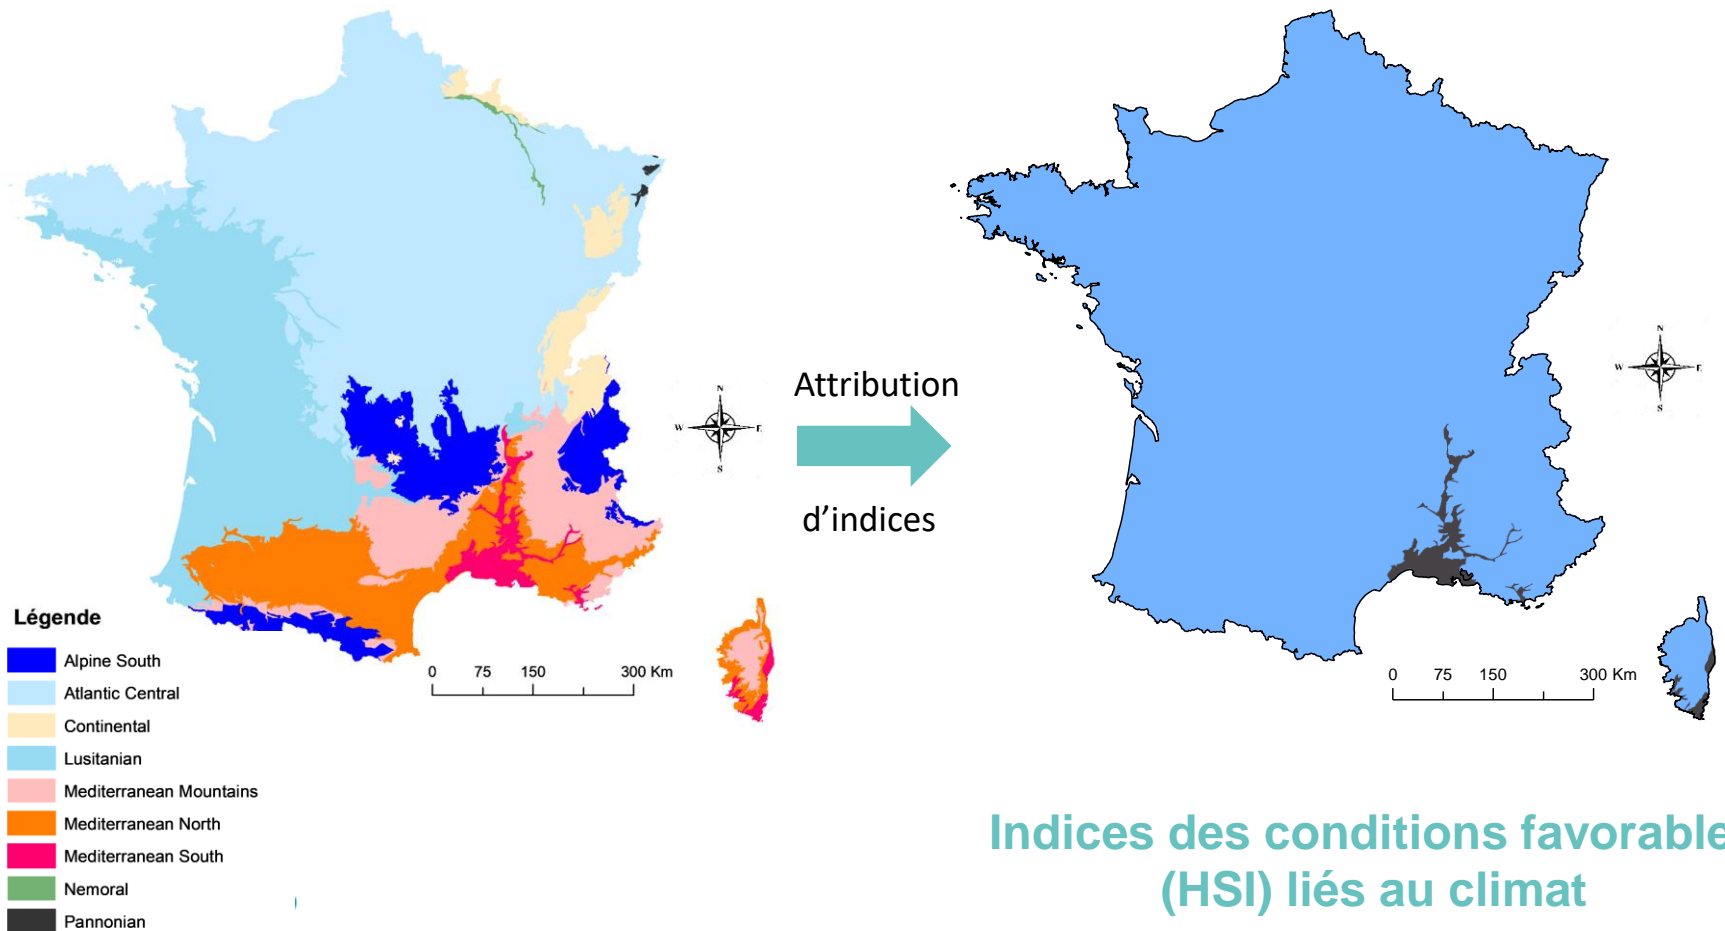 Attribution
d’indices
N
W
E
S
N
W
E
S
Légende
Alpine South
Atlantic Central
Continental
Lusitanian
Mediterranean Mountains
Mediterranean North
Mediterranean South
Nemoral
Pannonian
0 75 150 300 Km
0 75 150 300 Km
Indices des conditions favorable
(HSI) liés au climat